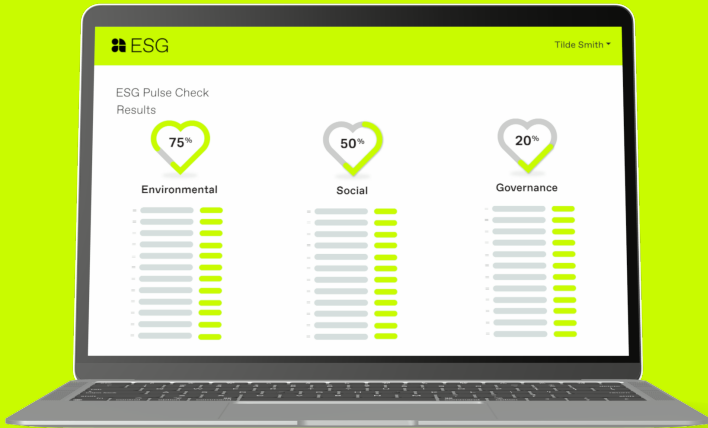 ESG
Tilde Smith
ESG Pulse Check
Results
75%
50%
20%
Environmental
Social
Governance